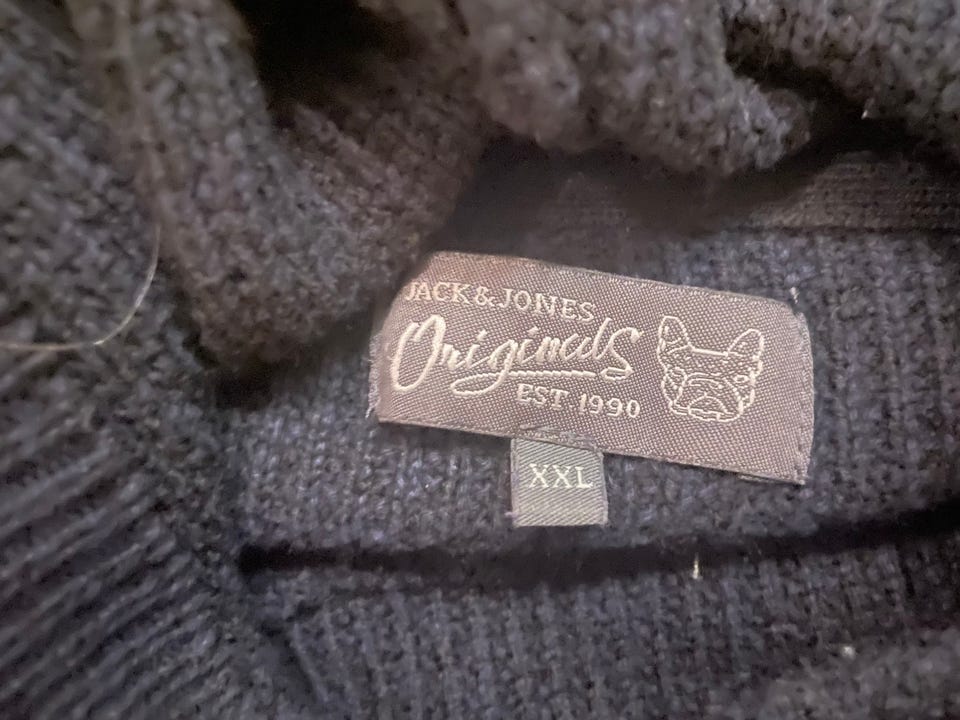 JACK&JONES
Originals
EST.1990
XXL